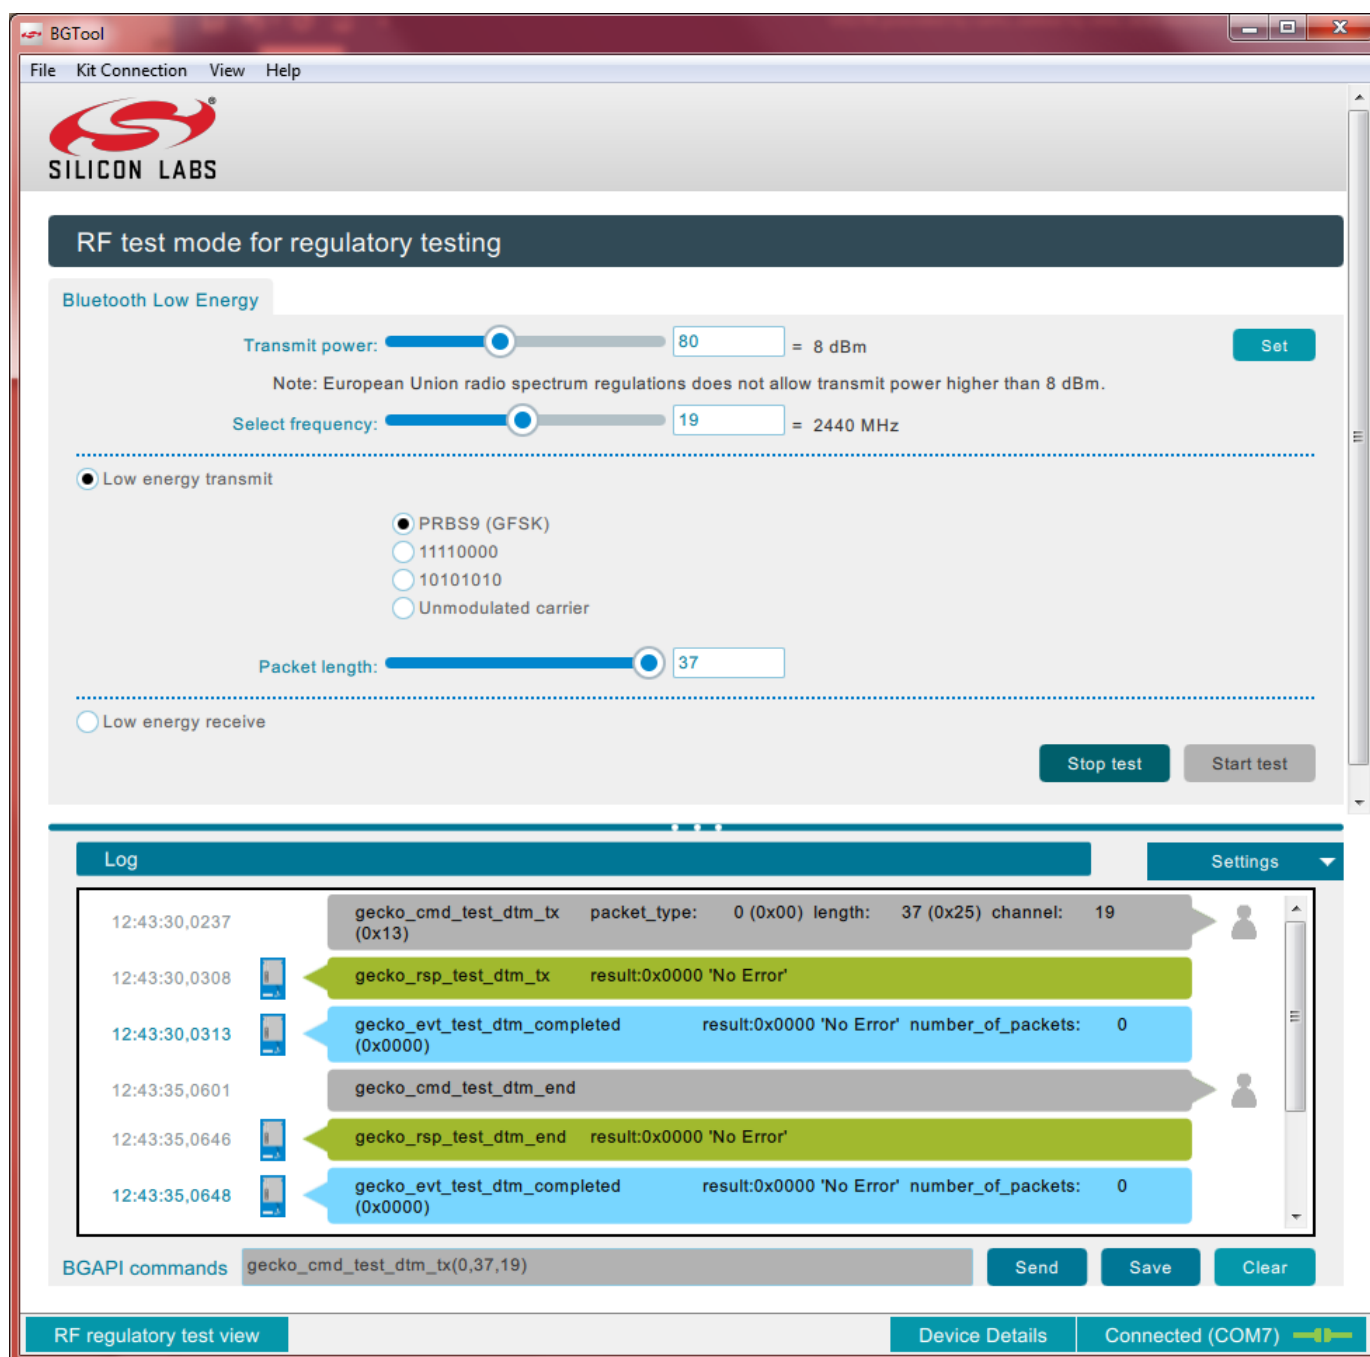 BGTool
File Kit Connection View Help
SILICON LABS
RF test mode for regulatory testing
Bluetooth Low Energy
Transmit power: 80 = 8 dBm Set
Note: European Union radio spectrum regulations does not allow transmit power higher than 8 dBm.
Select frequency: 19 = 2440 MHz
Low energy transmit
PRBS9 (GFSK)
11110000
10101010
Unmodulated carrier
Packet length: 37
Low energy receive
Stop test Start test
Log Settings
12:43:30,0237 gecko_cmd_test_dtm_tx packet_type: 0 (0x00) length: 37 (0x25) channel: 19
(0x13)
12:43:30,0308 gecko_rsp_test_dtm_tx result:0x0000 'No Error'
12:43:30,0313 gecko_evt_test_dtm_completed result:0x0000 'No Error' number_of_packets: 0
(0x0000)
12:43:35,0601 gecko_cmd_test_dtm_end
12:43:35,0646 gecko_rsp_test_dtm_end result:0x0000 'No Error'
12:43:35,0648 gecko_evt_test_dtm_completed result:0x0000 'No Error' number_of_packets: 0
(0x0000)
BGAPI commands gecko_cmd_test_dtm_tx(0,37,19) Send Save Clear
RF regulatory test view Device Details Connected (COM7)